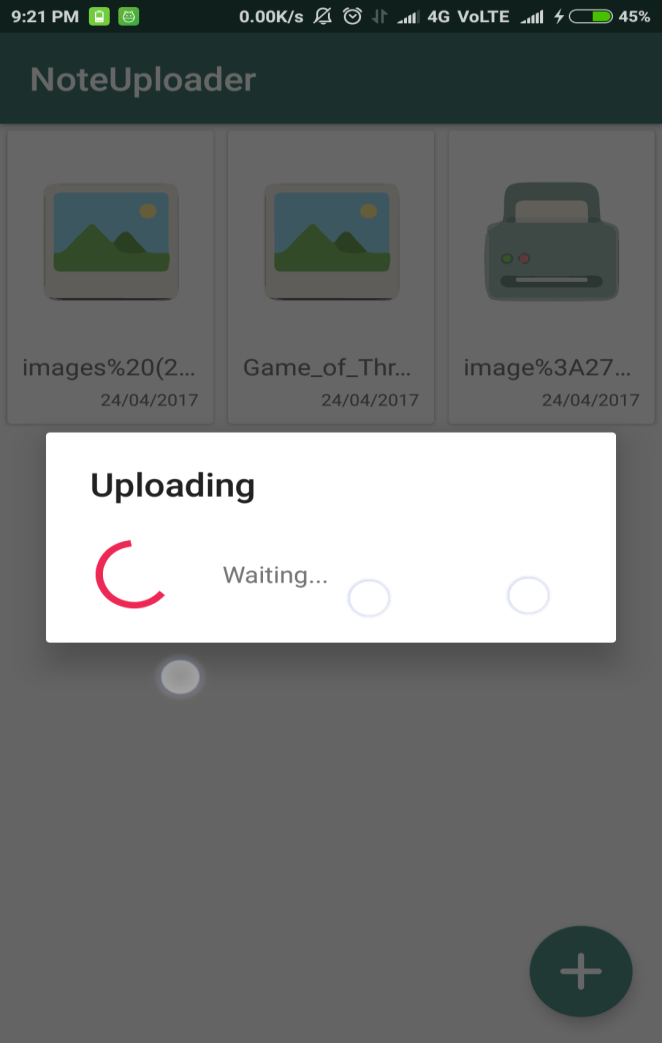 9:21 PM 0.00K/s 4G VoLTE 45%
NoteUploader
images%20(2... Game_of_Thr... image%3A27...
24/04/2017 24/04/2017 24/04/2017
Uploading
Waiting...